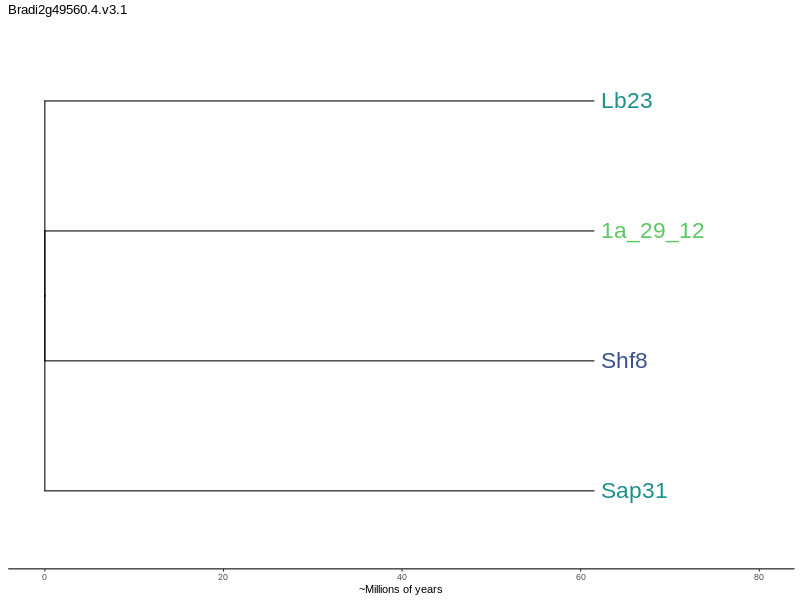 Bradi2g49560.4.v3.1
Lb23
1a_29_12
Shf8
Sap31
0 20 40 60 80
~Millions of years